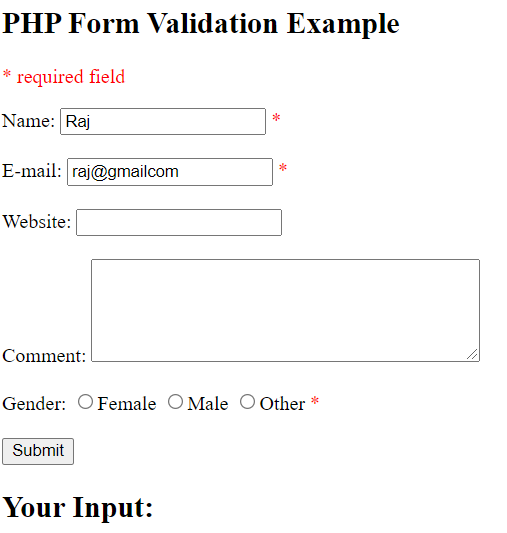 PHP Form Validation Example
* required field
Name: Raj *
E-mail: raj@gmailcom *
Website:
Comment:
Gender: Female Male Other *
Submit
Your Input: